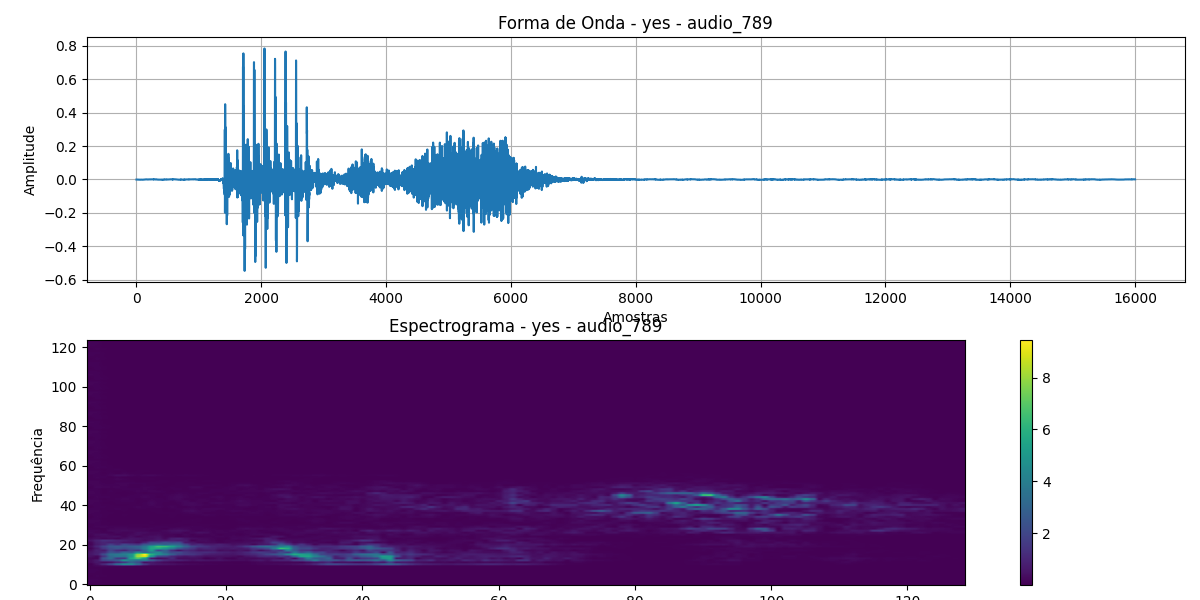 Forma de Onda - yes - audio_789
0.8
0.6
0.4
0.2
0.0
−0.2
−0.4
−0.6
Amplitude
0 2000 4000 6000 8000 10000 12000 14000 16000
Amostras
Espectrograma - yes - audio_789
120
100
80
60
40
20
0
Frequência
0 20 40 60 80 100 120
8
6
4
2